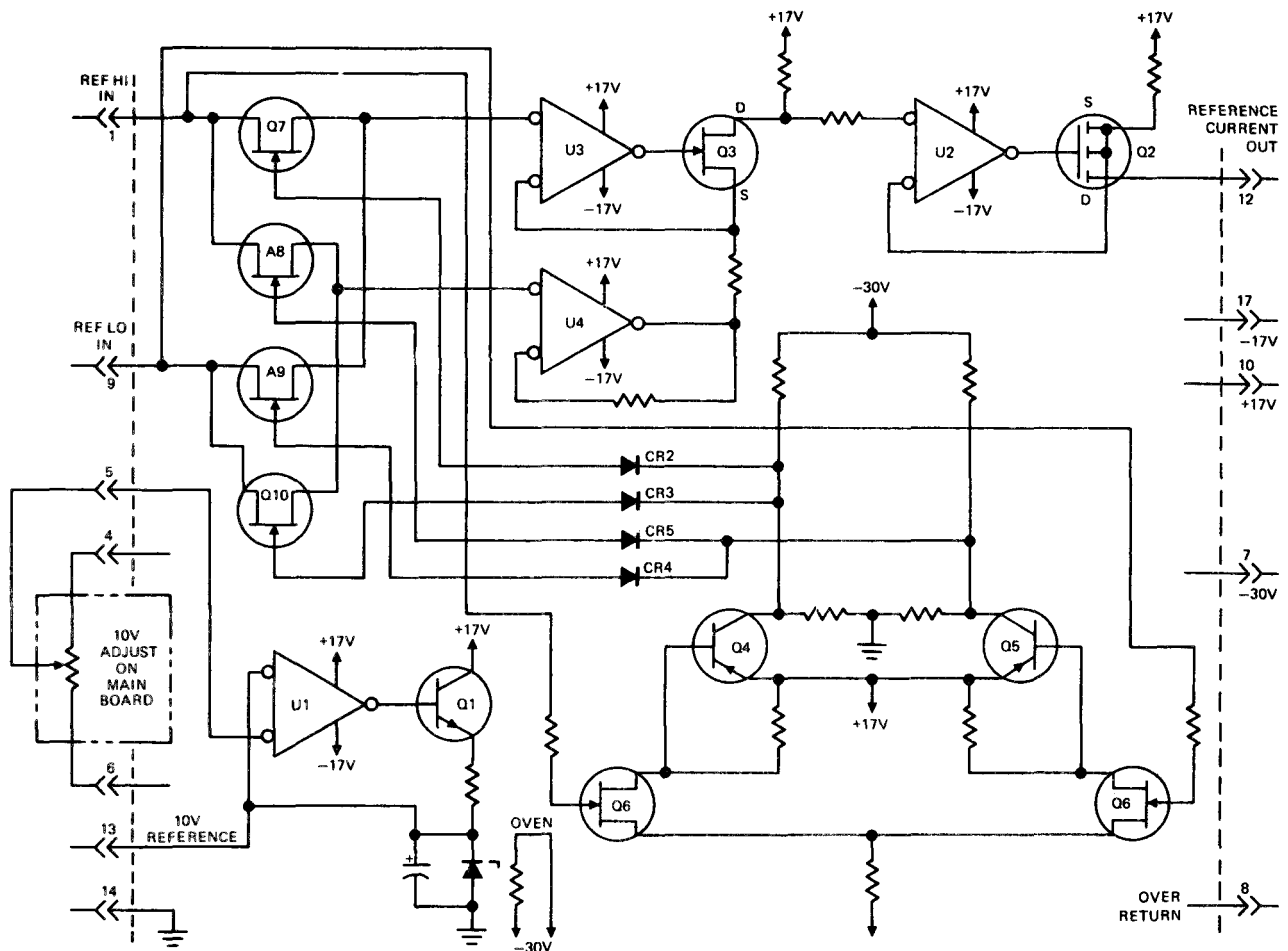 +17V
+17V
REF HI
IN
1
Q7
+17V
U3
-17V
D
Q3
S
+17V
U2
-17V
S
Q2
D
REFERENCE
CURRENT
OUT
12
A8
+17V
U4
-17V
-30V
17
-17V
REF LO
IN
9
A9
10
+17V
5
Q10
CR2
CR3
CR5
CR4
4
7
-30V
10V
ADJUST
ON
MAIN
BOARD
+17V
U1
-17V
+17V
Q1
Q4
Q5
+17V
6
Q6
Q6
13
10V
REFERENCE
+
OVEN
-30V
14
OVER
RETURN
8